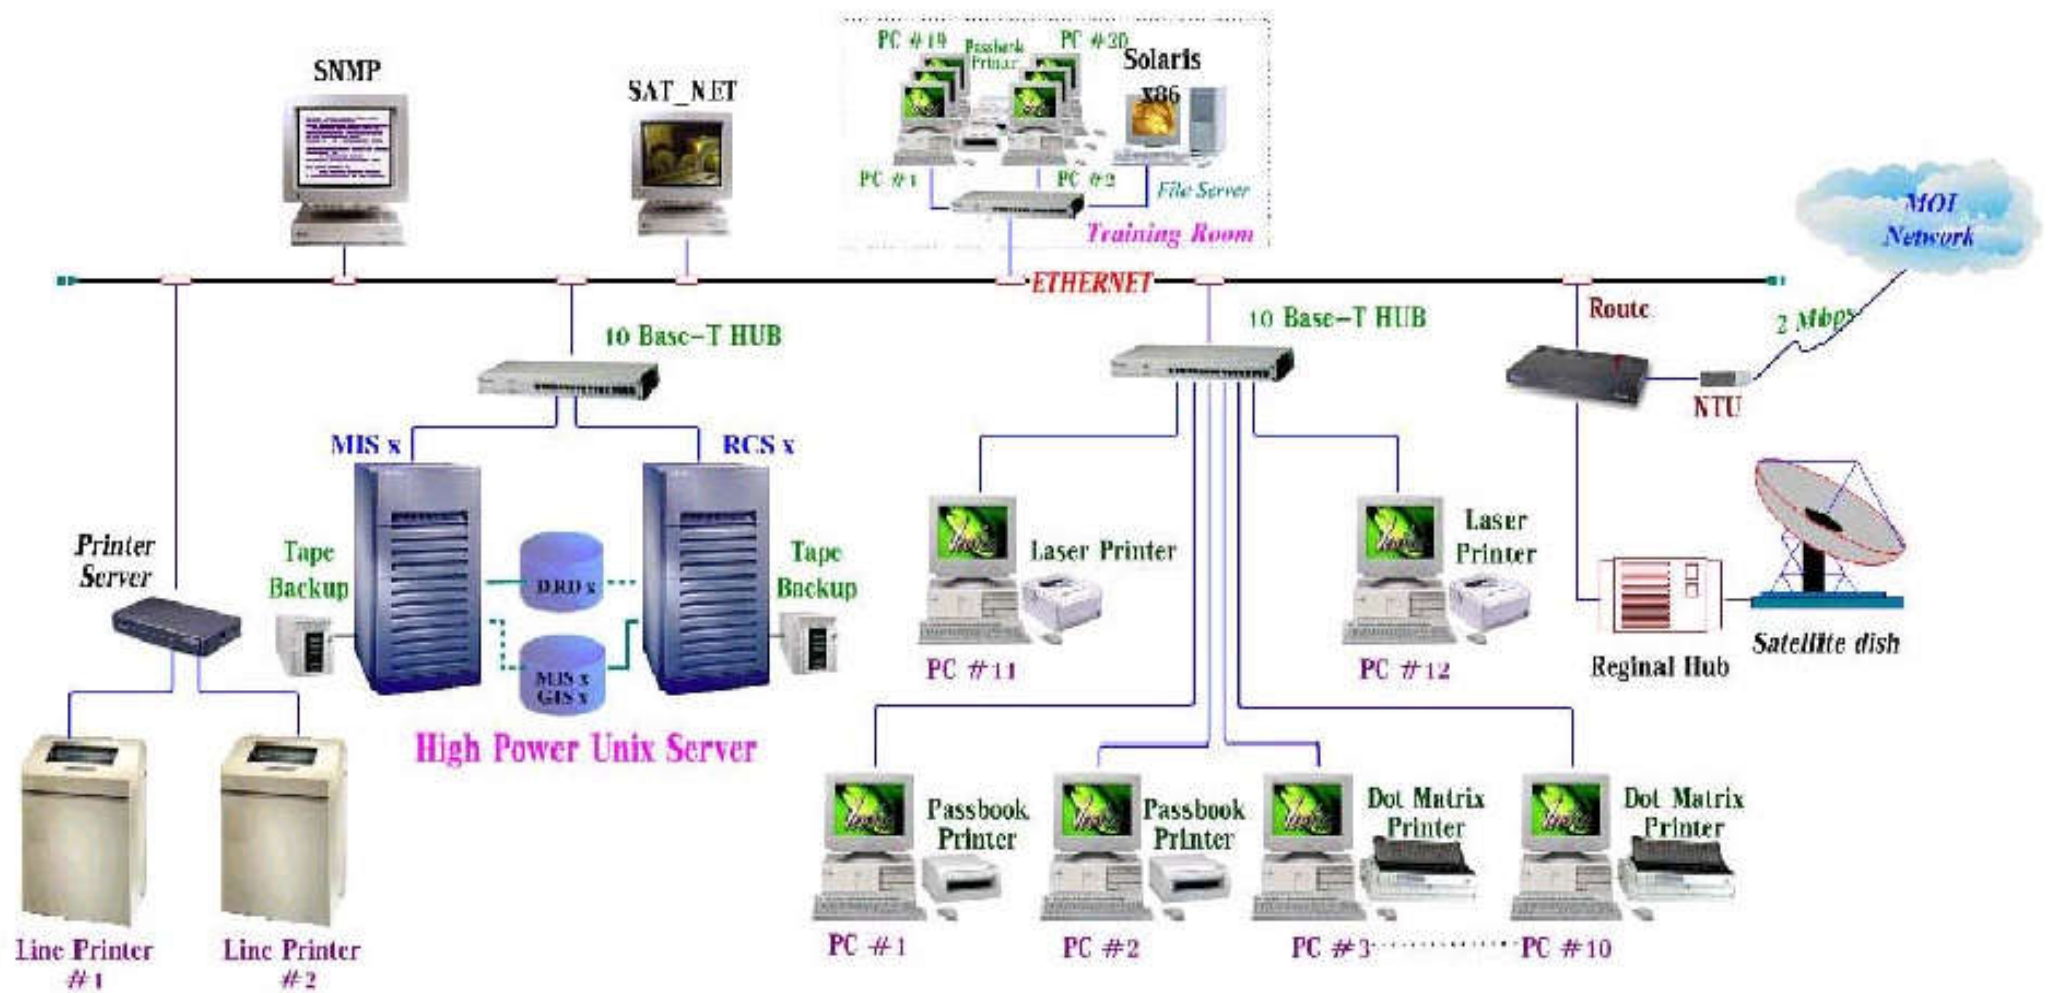 PC #19
Passbook
Printer
PC #20
Solaris
x86
SNMP
SAT_NET
PC #1
PC #2
File Server
Training Room
MOI
Network
ETHERNET
10 Base-T HUB
10 Base-T HUB
Route
2 Mbps
NTU
MIS x
RCS x
Printer
Server
Tape
Backup
DRD x
Tape
Backup
MIS x
GIS x
High Power Unix Server
Laser Printer
PC #11
Laser
Printer
PC #12
Reginal Hub
Satellite dish
Passbook
Printer
Passbook
Printer
Dot Matrix
Printer
Dot Matrix
Printer
Line Printer
#1
Line Printer
#2
PC #1
PC #2
PC #3
PC #10